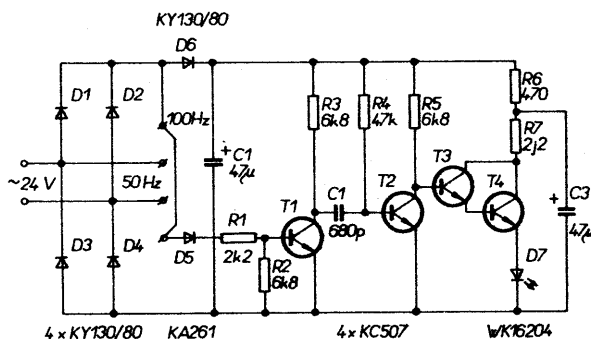 KY130/80
D6
D1
D2
100Hz
R3
6k8
R4
47k
R5
6k8
R6
470
R7
2j2
~24 V
50Hz
+ C1
47µ
T3
T4
C1
680p
T1
T2
+ C3
47µ
D3
D4
D5
R1
2k2
R2
6k8
D7
4 x KY130/80
KA261
4 x KC507
WK16204